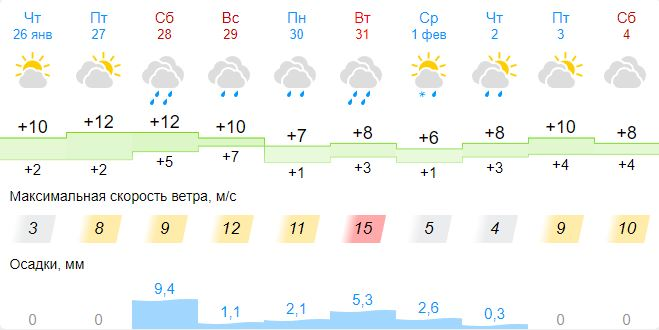 Чт Пт Сб Вс Пн Вт Ср Чт Пт Сб
26 янв 27 28 29 30 31 1 фев 2 3 4
+10 +12 +12 +10 +7 +8 +6 +8 +10 +8
+2 +2 +5 +7 +1 +3 +1 +3 +4 +4
Максимальная скорость ветра, м/с
3 8 9 12 11 15 5 4 9 10
Осадки, мм
0 0 9,4 1,1 2,1 5,3 2,6 0,3 0 0